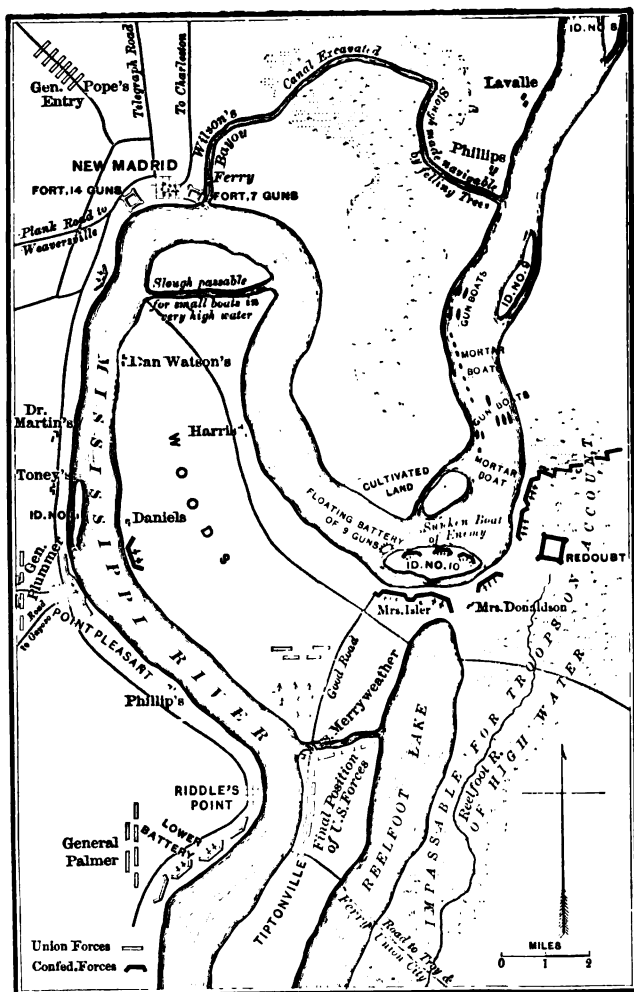 ID. NO 8
Gen. Pope's
Entry
Telegraph Road
To Charleston
Canal Excavated
Lavalle
Wilson's
Bayou
Slough
made navigable
by felling Trees
Phillips
NEW MADRID
Ferry
FORT, 14 GUNS
FORT, 7 GUNS
Plank Road to
Weaversville
Slough passable
for small boats in
very high water
GUN BOATS
ID. NO. 9
MORTAR
BOAT
Dan Watson's
GUN BOATS
Dr.
Martin's
Harris
MORTAR
BOAT
Toney's
CULTIVATED
LAND
WOODS
ID. NO.
Daniels
FLOATING BATTERY
OF 9 GUNS
Sunken Boat
of Enemy
ID. NO. 10
REDOUBT
Gen.
Plummer
Road
POINT PLEASART
MISSISSIPPI RIVER
Mrs. Isler
Mrs. Donaldson
Good Road
Merryweather
Phillip's
IMPASSABLE FOR TROOPS ON ACCOUNT
OF HIGH WATER
Reelfoot R.
REELFOOT LAKE
RIDDLE'S
POINT
Final Position
of U.S. Forces
LOWER
BATTERY
General
Palmer
TIPTONVILLE
Ferry
Road to Troy &
Union City
Union Forces
Confed. Forces
MILES
0 1 2